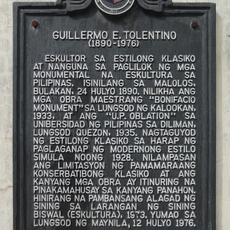 GUILLERMO E. TOLENTINO
(1890-1976)
ESKULTOR SA ESTILONG KLASIKO
AT NANGUNA SA PAGLILOK NG MGA
MONUMENTAL NA ESKULTURA SA
PILIPINAS. ISINILANG SA MALOLOS,
BULAKAN, 24 HULYO 1890. NILIKHA ANG
MGA OBRA MAESTRANG "BONIFACIO
MONUMENT" SA LUNGSOD NG KALOOKAN,
1933, AT ANG "U.P. OBLATION" SA
UNIBERSIDAD NG PILIPINAS SA DILIMAN,
LUNGSOD QUEZON, 1935. NAGTAGUYOD
NG ESTILONG KLASIKO SA HARAP NG
PAGLAGANAP NG MODERNONG ESTILO
SIMULA NOONG 1928. NILAMPASAN
ANG LIMITASYON NG PAMAMARAANG
KONSERBATIBONG KLASIKO AT ANG
KANYANG MGA OBRA AY ITINURING NA
PINAKAMAHUSAY SA KANYANG PANAHON.
HINIRANG NA PAMBANSANG ALAGAD NG
SINING SA LARANGAN NG SINING
BISWAL (ESKULTURA), 1973. YUMAO SA
LUNGSOD NG MAYNILA, 12 HULYO 1976.